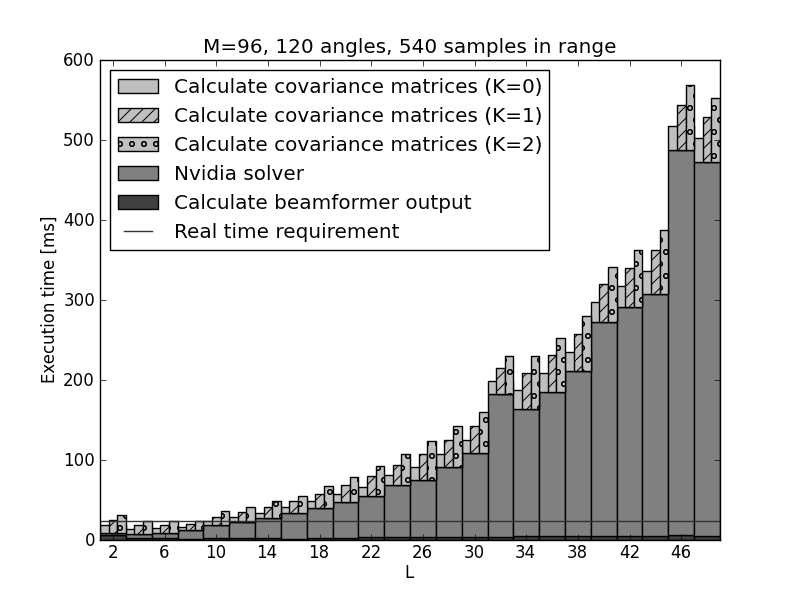 M=96, 120 angles, 540 samples in range
600
500
400
300
200
100
0
Execution time [ms]
Calculate covariance matrices (K=0)
Calculate covariance matrices (K=1)
Calculate covariance matrices (K=2)
Nvidia solver
Calculate beamformer output
Real time requirement
2 6 10 14 18 22 26 30 34 38 42 46
L